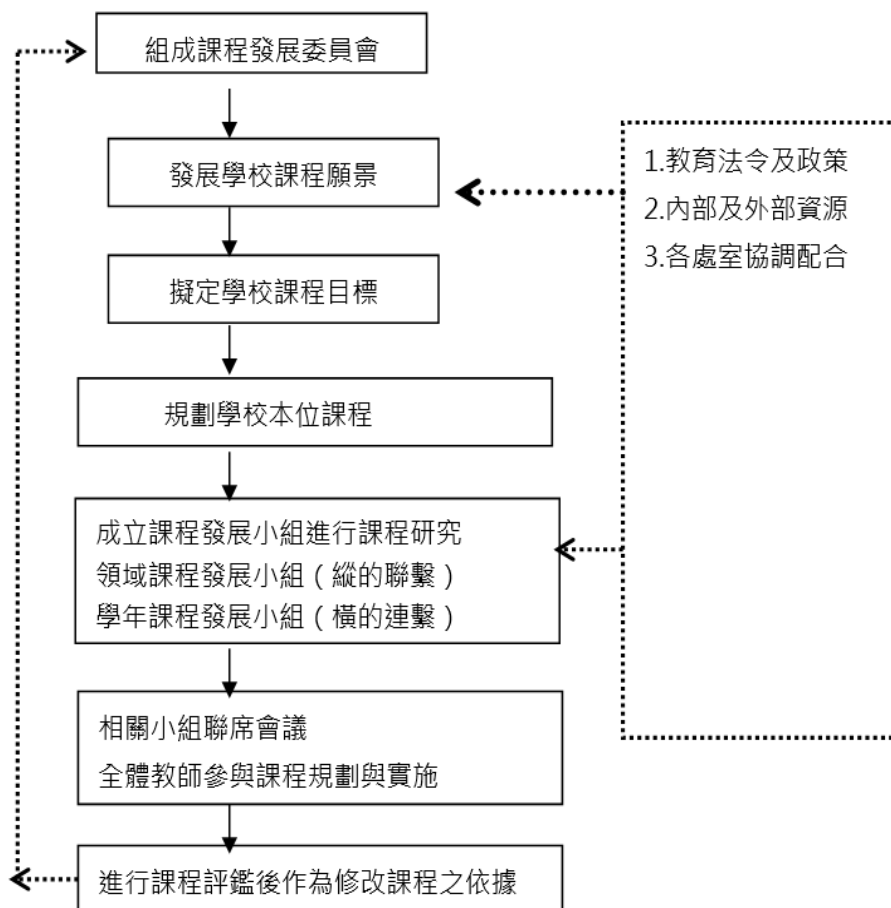 組成課程發展委員會
發展學校課程願景
擬定學校課程目標
規劃學校本位課程
成立課程發展小組進行課程研究
領域課程發展小組（縱的聯繫）
學年課程發展小組（橫的連繫）
相關小組聯席會議
全體教師參與課程規劃與實施
進行課程評鑑後作為修改課程之依據
1.教育法令及政策
2.內部及外部資源
3.各處室協調配合